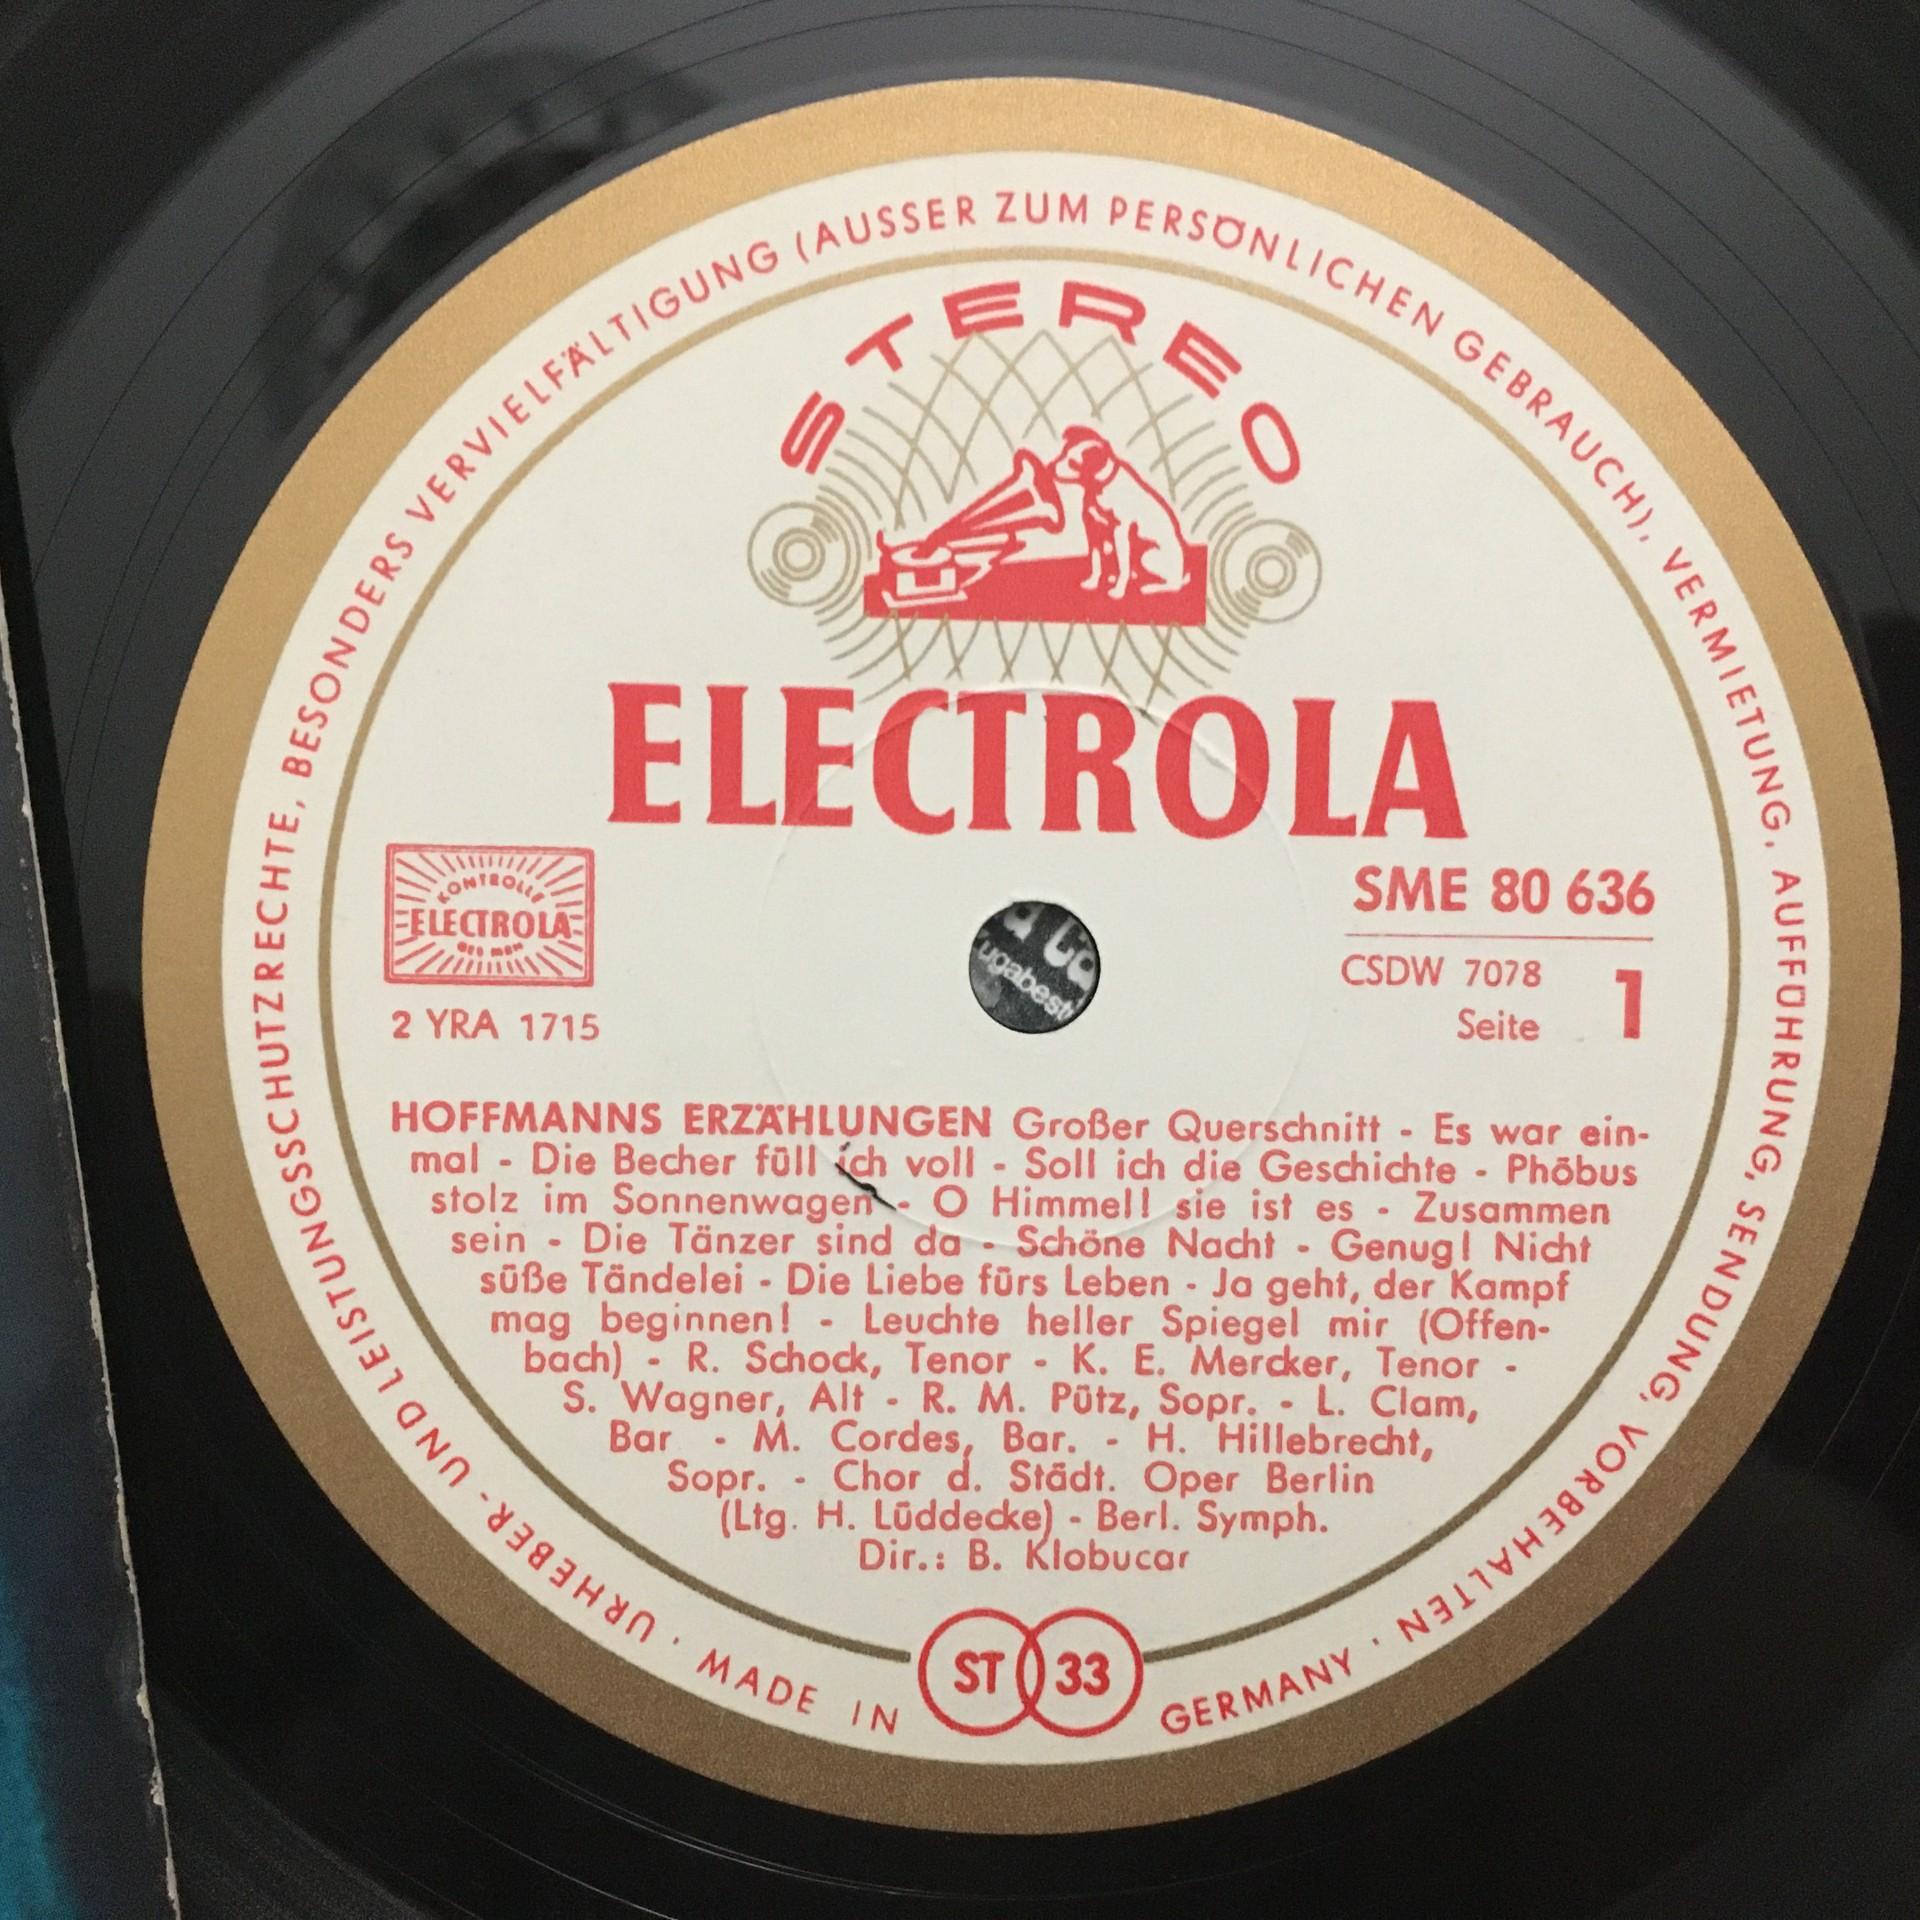 URHEBER- UND LEISTUNGSSCHUTZRECHTE, BESONDERS VERVIELFÄLTIGUNG (AUSSER ZUM PERSÖNLICHEN GEBRAUCH), VERMIETUNG, AUFFÜHRUNG, SENDUNG, VORBEHALTEN · MADE IN GERMANY ·
STEREO
ELECTROLA
KONTROLLE
ELECTROLA
SME 80 636
CSDW 7078
Seite 1
2 YRA 1715
HOFFMANNS ERZÄHLUNGEN Großer Querschnitt - Es war ein-
mal - Die Becher füll ich voll - Soll ich die Geschichte - Phöbus
stolz im Sonnenwagen - O Himmel! sie ist es - Zusammen
sein - Die Tänzer sind da - Schöne Nacht - Genug! Nicht
süße Tändelei - Die Liebe fürs Leben - Ja geht, der Kampf
mag beginnen! - Leuchte heller Spiegel mir (Offen-
bach) - R. Schock, Tenor - K. E. Mercker, Tenor -
S. Wagner, Alt - R. M. Pütz, Sopr. - L. Clam,
Bar - M. Cordes, Bar. - H. Hillebrecht,
Sopr. - Chor d. Städt. Oper Berlin
(Ltg. H. Lüddecke) - Berl. Symph.
Dir.: B. Klobucar
ST 33